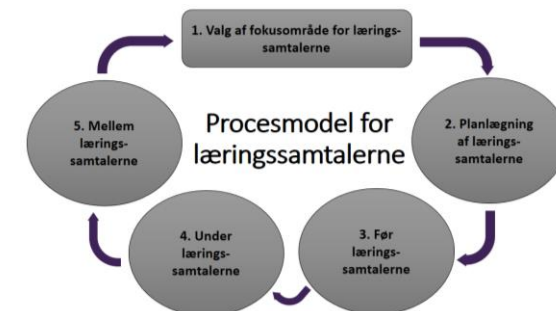 1. Valg af fokusområde for lærings-
samtalerne
Procesmodel for
læringssamtalerne
2. Planlægning
af lærings-
samtalerne
3. Før
lærings-
samtalerne
4. Under
lærings-
samtalerne
5. Mellem
lærings-
samtalerne